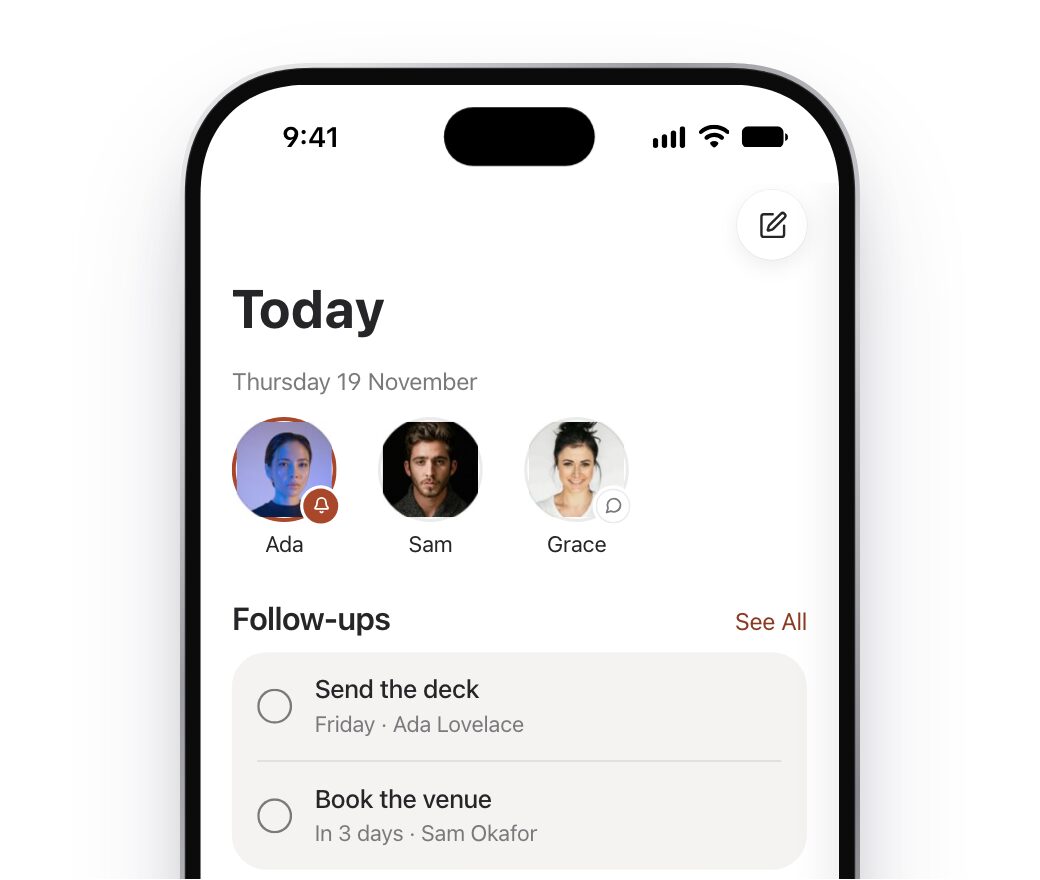 9:41
Today
Thursday 19 November
Ada
Sam
Grace
Follow-ups
See All
Send the deck
Friday · Ada Lovelace
Book the venue
In 3 days · Sam Okafor